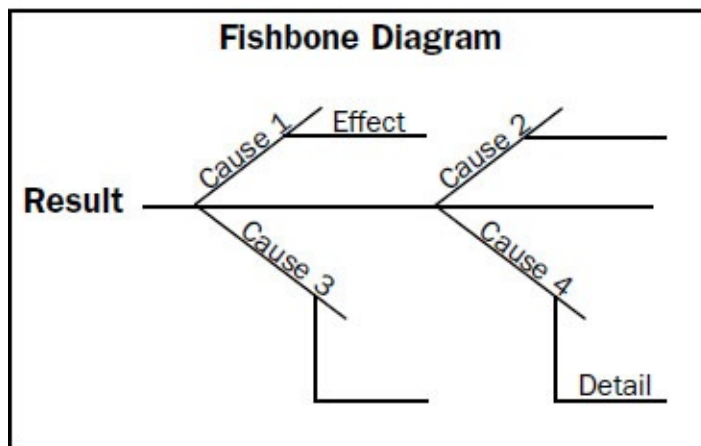 Fishbone Diagram
Cause 1
Effect
Cause 2
Result
Cause 3
Cause 4
Detail